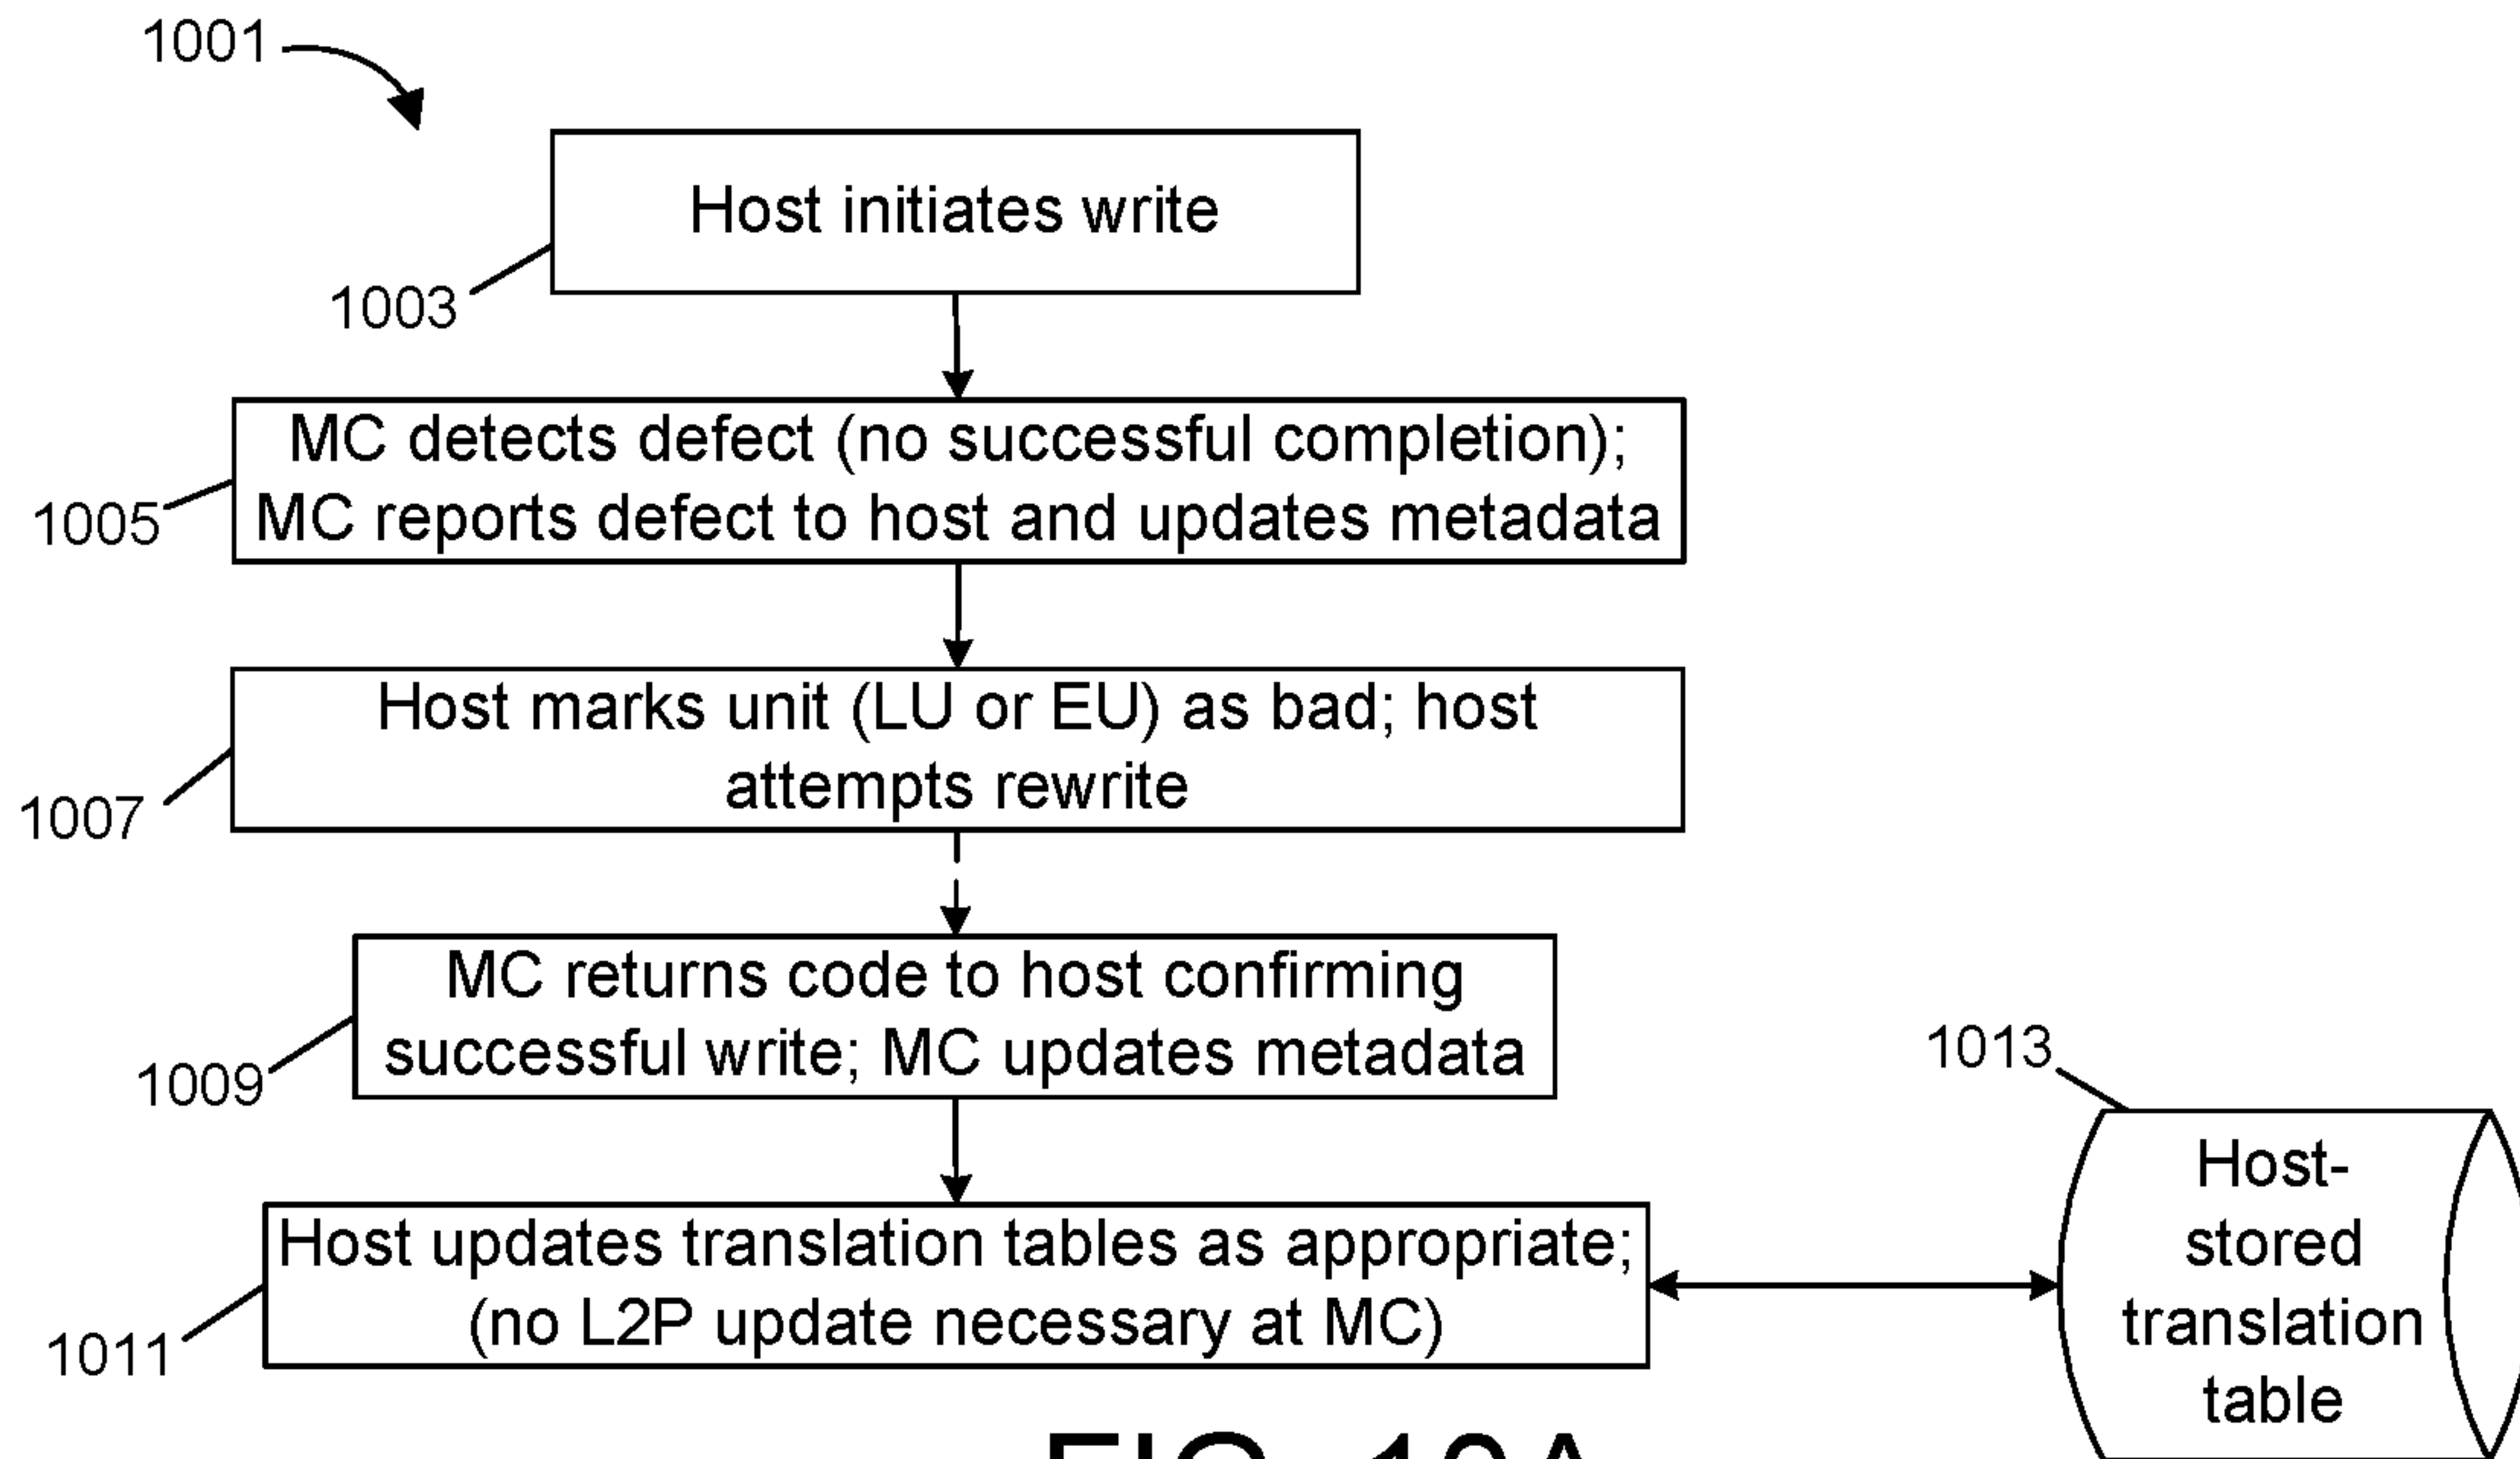 1001
Host initiates write
1003
MC detects defect (no successful completion);
MC reports defect to host and updates metadata
1005
Host marks unit (LU or EU) as bad; host
attempts rewrite
1007
MC returns code to host confirming
successful write; MC updates metadata
1009
1013
Host-
stored
translation
table
Host updates translation tables as appropriate;
(no L2P update necessary at MC)
1011